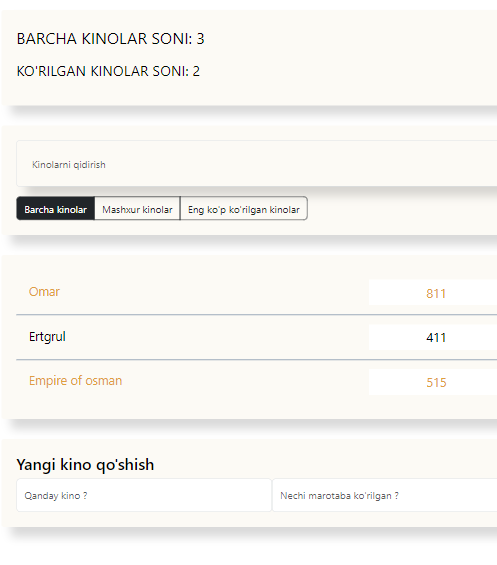 BARCHA KINOLAR SONI: 3
KO'RILGAN KINOLAR SONI: 2
Kinolarni qidirish
Barcha kinolar Mashxur kinolar Eng ko'p ko'rilgan kinolar
Omar 811
Ertgrul 411
Empire of osman 515
Yangi kino qo'shish
Qanday kino ? Nechi marotaba ko'rilgan ?